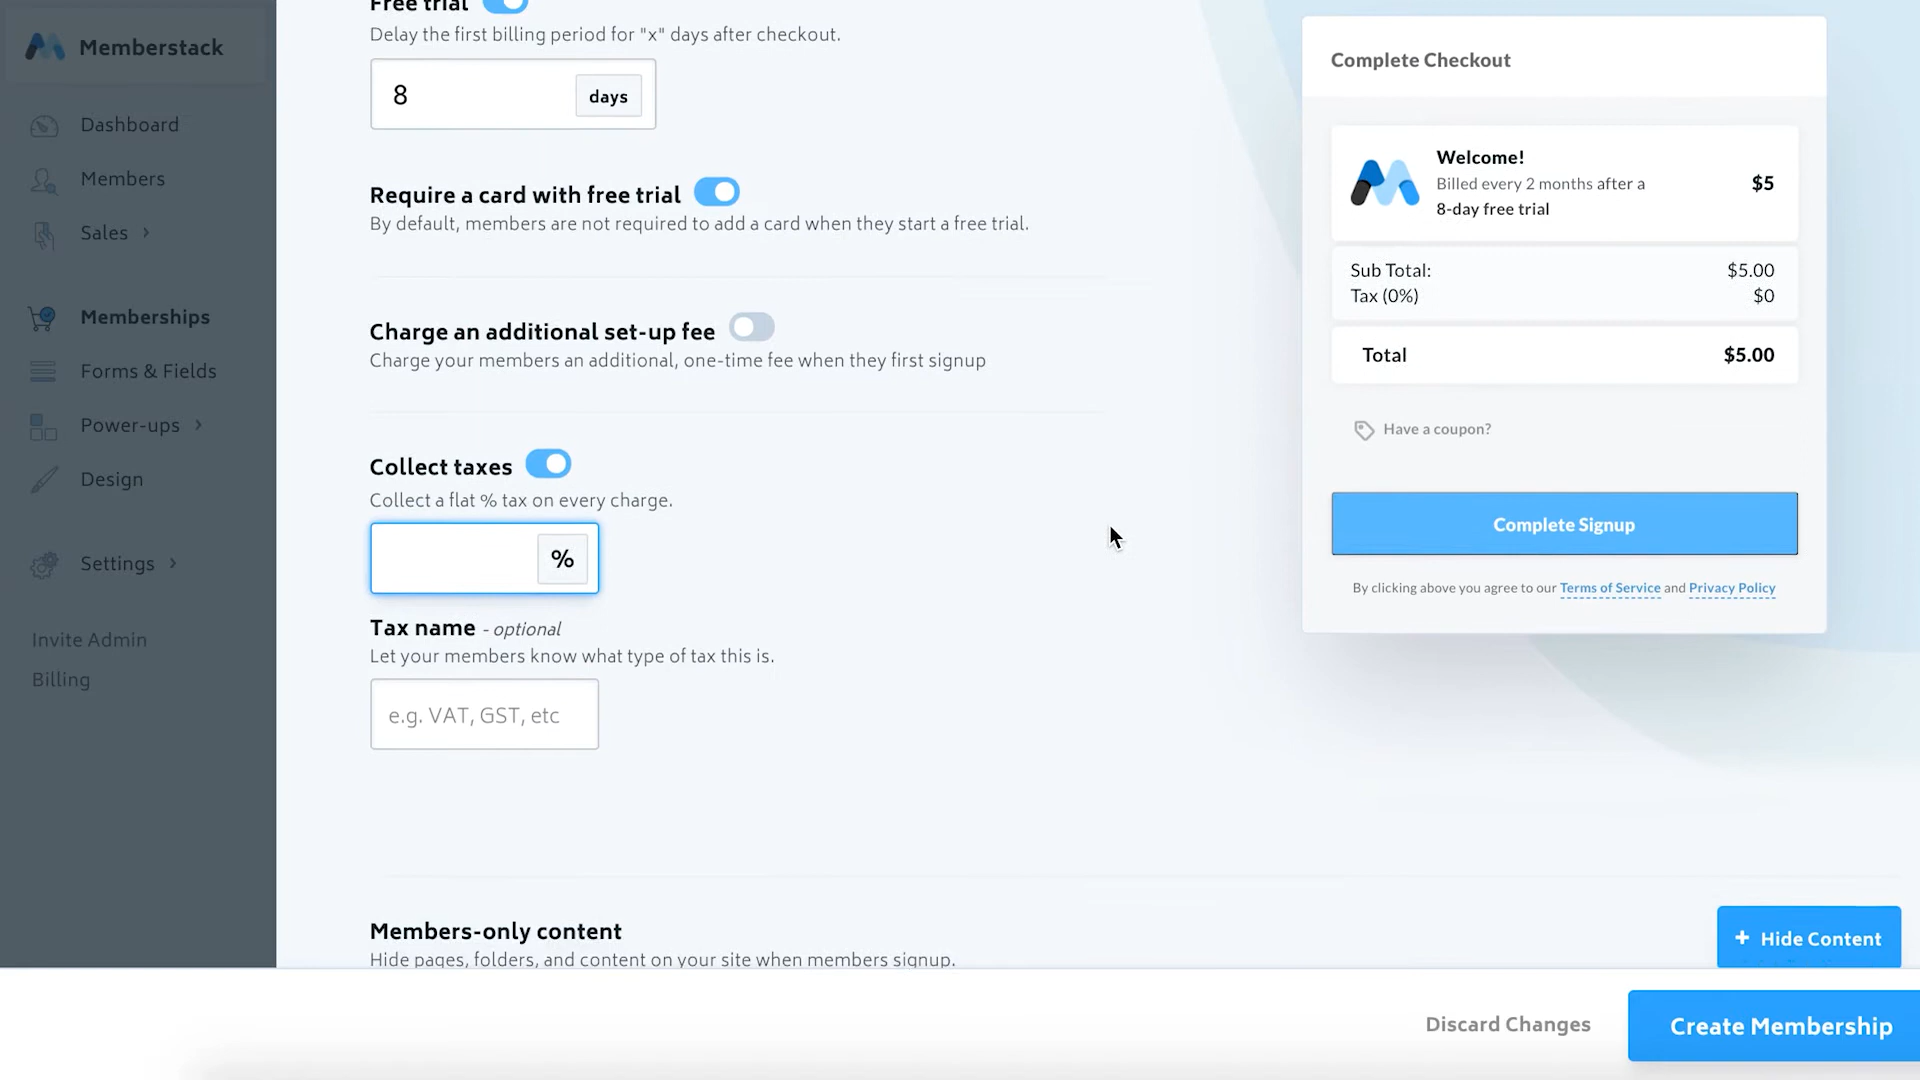 Memberstack
Dashboard
Members
Sales
Memberships
Forms & Fields
Power-ups
Design
Settings
Invite Admin
Billing
Free trial
Delay the first billing period for "x" days after checkout.
8 days
Require a card with free trial
By default, members are not required to add a card when they start a free trial.
Charge an additional set-up fee
Charge your members an additional, one-time fee when they first signup
Collect taxes
Collect a flat % tax on every charge.
%
Tax name - optional
Let your members know what type of tax this is.
e.g. VAT, GST, etc
Members-only content
Hide pages, folders, and content on your site when members signup.
+ Hide Content
Complete Checkout
Welcome!
Billed every 2 months after a
8-day free trial
$5
Sub Total: $5.00
Tax (0%) $0
Total $5.00
Have a coupon?
Complete Signup
By clicking above you agree to our Terms of Service and Privacy Policy
Discard Changes
Create Membership